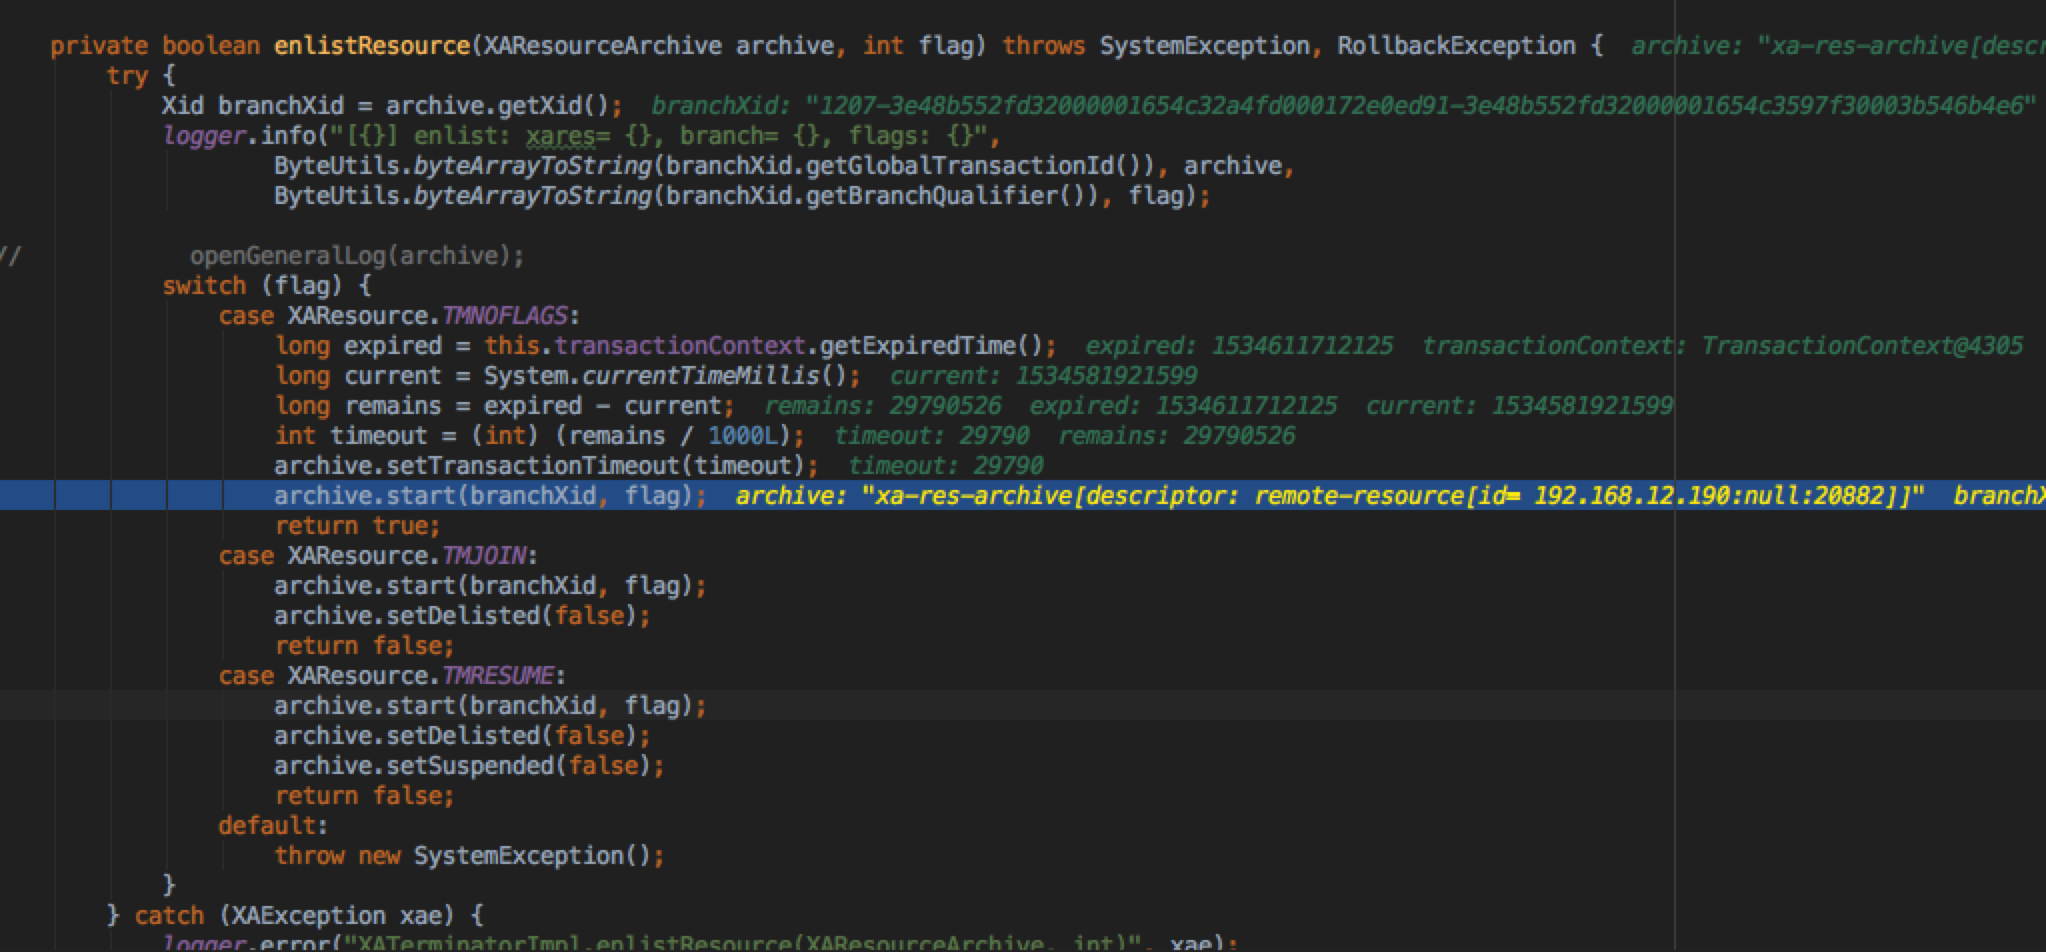 private boolean enlistResource(XAResourceArchive archive, int flag) throws SystemException, RollbackException {  archive: "xa-res-archive[descr
try {
Xid branchXid = archive.getXid();  branchXid: "1207-3e48b552fd32000001654c32a4fd000172e0ed91-3e48b552fd32000001654c3597f30003b546b4e6"
logger.info("[{}] enlist: xares= {}, branch= {}, flags: {}",
ByteUtils.byteArrayToString(branchXid.getGlobalTransactionId()), archive,
ByteUtils.byteArrayToString(branchXid.getBranchQualifier()), flag);
// openGeneralLog(archive);
switch (flag) {
case XAResource.TMNOFLAGS:
long expired = this.transactionContext.getExpiredTime();  expired: 1534611712125  transactionContext: TransactionContext@4305
long current = System.currentTimeMillis();  current: 1534581921599
long remains = expired - current;  remains: 29790526  expired: 1534611712125  current: 1534581921599
int timeout = (int) (remains / 1000L);  timeout: 29790  remains: 29790526
archive.setTransactionTimeout(timeout);  timeout: 29790
archive.start(branchXid, flag);  archive: "xa-res-archive[descriptor: remote-resource[id= 192.168.12.190:null:20882]]"  branchX
return true;
case XAResource.TMJOIN:
archive.start(branchXid, flag);
archive.setDelisted(false);
return false;
case XAResource.TMRESUME:
archive.start(branchXid, flag);
archive.setDelisted(false);
archive.setSuspended(false);
return false;
default:
throw new SystemException();
}
} catch (XAException xae) {
logger.error("XATerminatorImpl.enlistResource(XAResourceArchive, int)", xae);